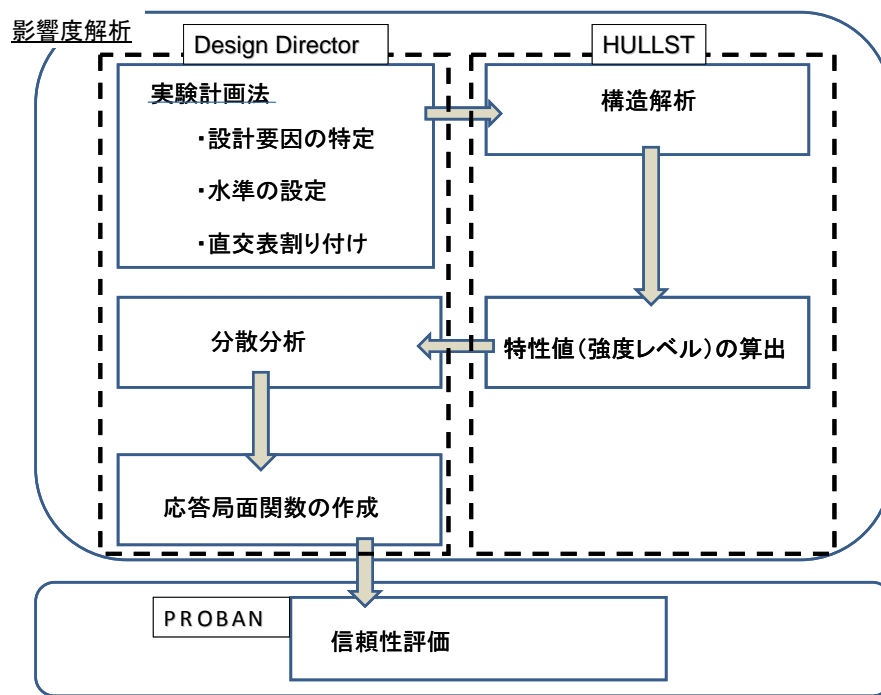 影響度解析
Design Director
HULLST
実験計画法
・設計要因の特定
・水準の設定
・直交表割り付け
構造解析
分散分析
特性値(強度レベル)の算出
応答局面関数の作成
PROBAN
信頼性評価